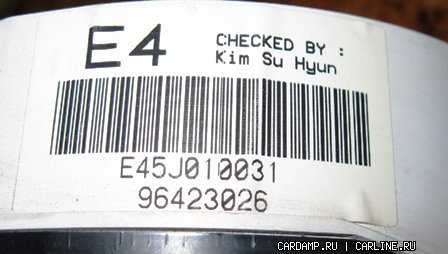 E4
CHECKED BY :
Kim Su Hyun
E45J010031
96423026
CARDAMP.RU | CARLINE.RU